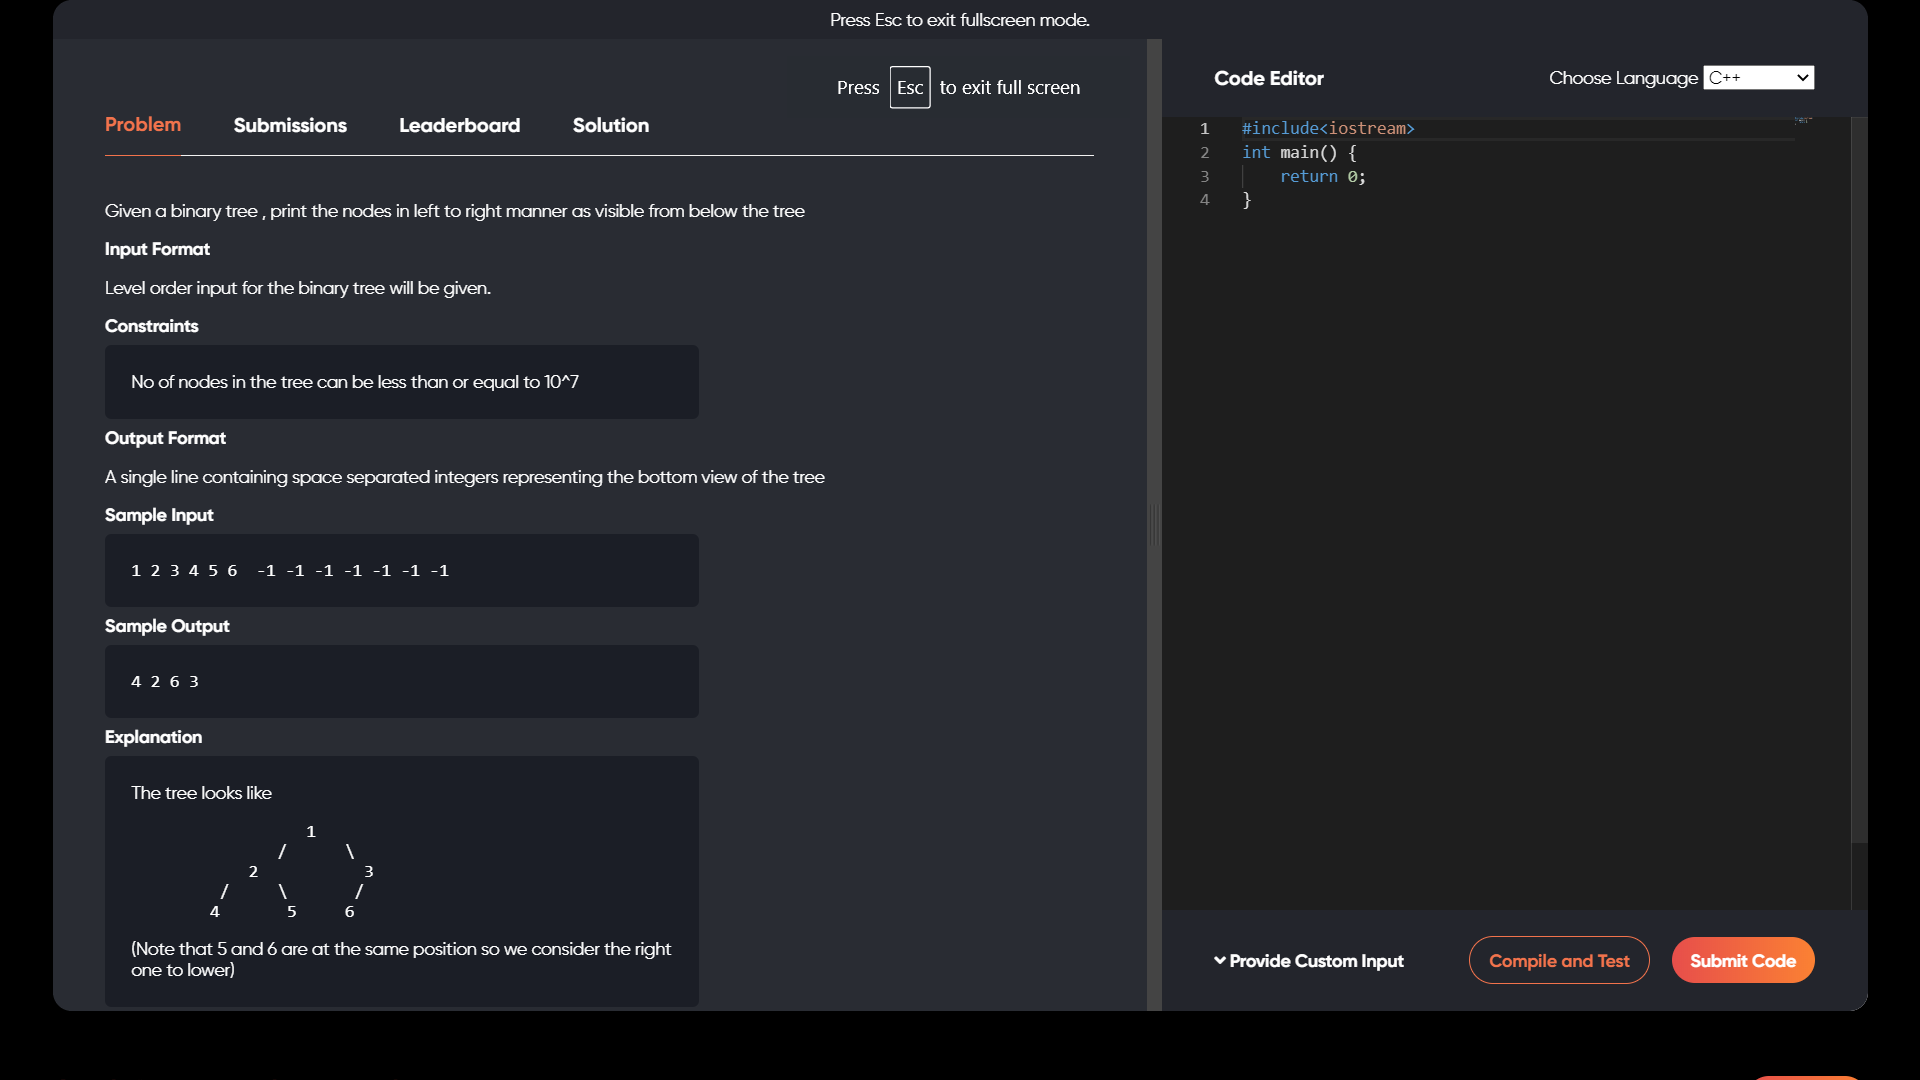 Press Esc to exit fullscreen mode.
Press Esc to exit full screen
Problem Submissions Leaderboard Solution
Given a binary tree , print the nodes in left to right manner as visible from below the tree
Input Format
Level order input for the binary tree will be given.
Constraints
No of nodes in the tree can be less than or equal to 10^7
Output Format
A single line containing space separated integers representing the bottom view of the tree
Sample Input
1 2 3 4 5 6  -1 -1 -1 -1 -1 -1 -1
Sample Output
4 2 6 3
Explanation
The tree looks like
1
/ \
2 3
/ \ /
4 5 6
(Note that 5 and 6 are at the same position so we consider the right
one to lower)
Code Editor
Choose Language C++
1 #include<iostream>
2 int main() {
3     return 0;
4 }
Provide Custom Input
Compile and Test
Submit Code